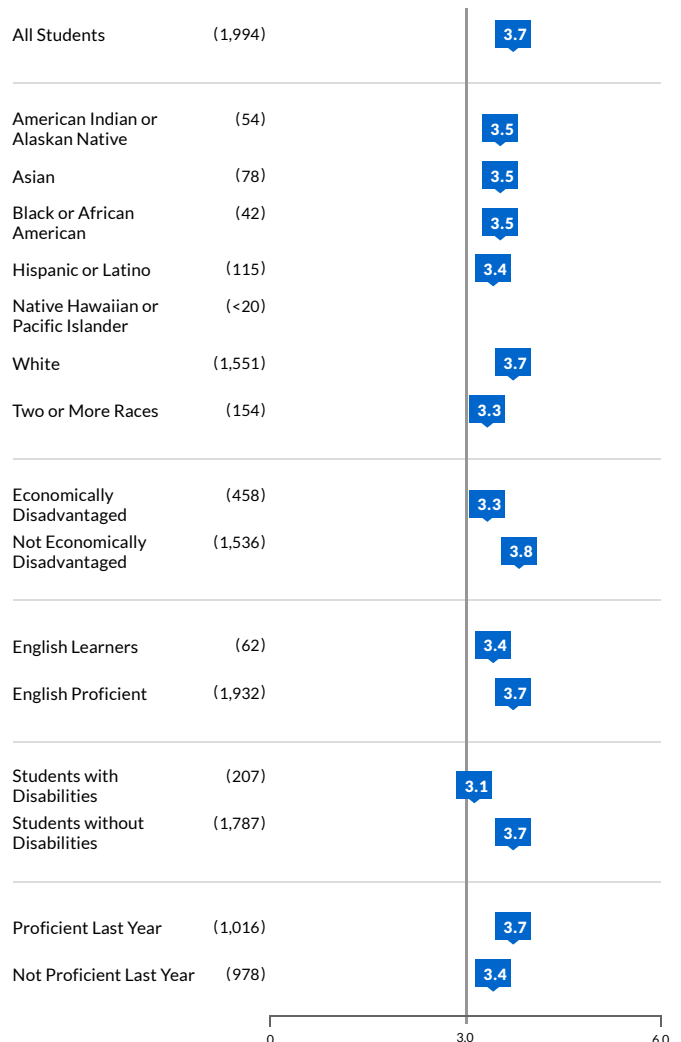 All Students (1,994) 3.7
American Indian or
Alaskan Native (54) 3.5
Asian (78) 3.5
Black or African
American (42) 3.5
Hispanic or Latino (115) 3.4
Native Hawaiian or
Pacific Islander (<20)
White (1,551) 3.7
Two or More Races (154) 3.3
Economically
Disadvantaged (458) 3.3
Not Economically
Disadvantaged (1,536) 3.8
English Learners (62) 3.4
English Proficient (1,932) 3.7
Students with
Disabilities (207) 3.1
Students without
Disabilities (1,787) 3.7
Proficient Last Year (1,016) 3.7
Not Proficient Last Year (978) 3.4
0 3.0 6.0